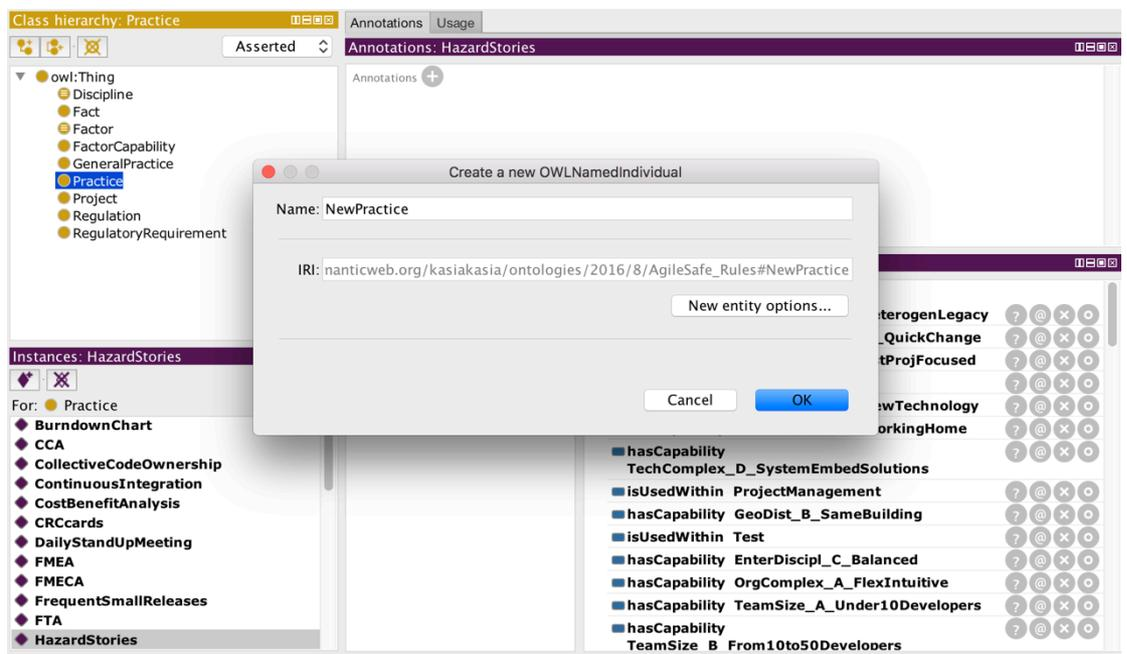 Class hierarchy: Practice
Asserted
owl:Thing
Discipline
Fact
Factor
FactorCapability
GeneralPractice
Practice
Project
Regulation
RegulatoryRequirement
Instances: HazardStories
For: Practice
BurndownChart
CCA
CollectiveCodeOwnership
ContinuousIntegration
CostBenefitAnalysis
CRCcards
DailyStandUpMeeting
FMEA
FMECA
FrequentSmallReleases
FTA
HazardStories
Annotations Usage
Annotations: HazardStories
Annotations
Create a new OWLNamedIndividual
Name: NewPractice
IRI: nanticweb.org/kasiakasia/ontologies/2016/8/AgileSafe_Rules#NewPractice
New entity options...
Cancel OK
terogenLegacy
_QuickChange
tProjFocused
ewTechnology
orkingHome
hasCapability
TechComplex_D_SystemEmbedSolutions
isUsedWithin ProjectManagement
hasCapability GeoDist_B_SameBuilding
isUsedWithin Test
hasCapability EnterDiscipl_C_Balanced
hasCapability OrgComplex_A_FlexIntuitive
hasCapability TeamSize_A_Under10Developers
hasCapability
TeamSize_B_From10to50Developers